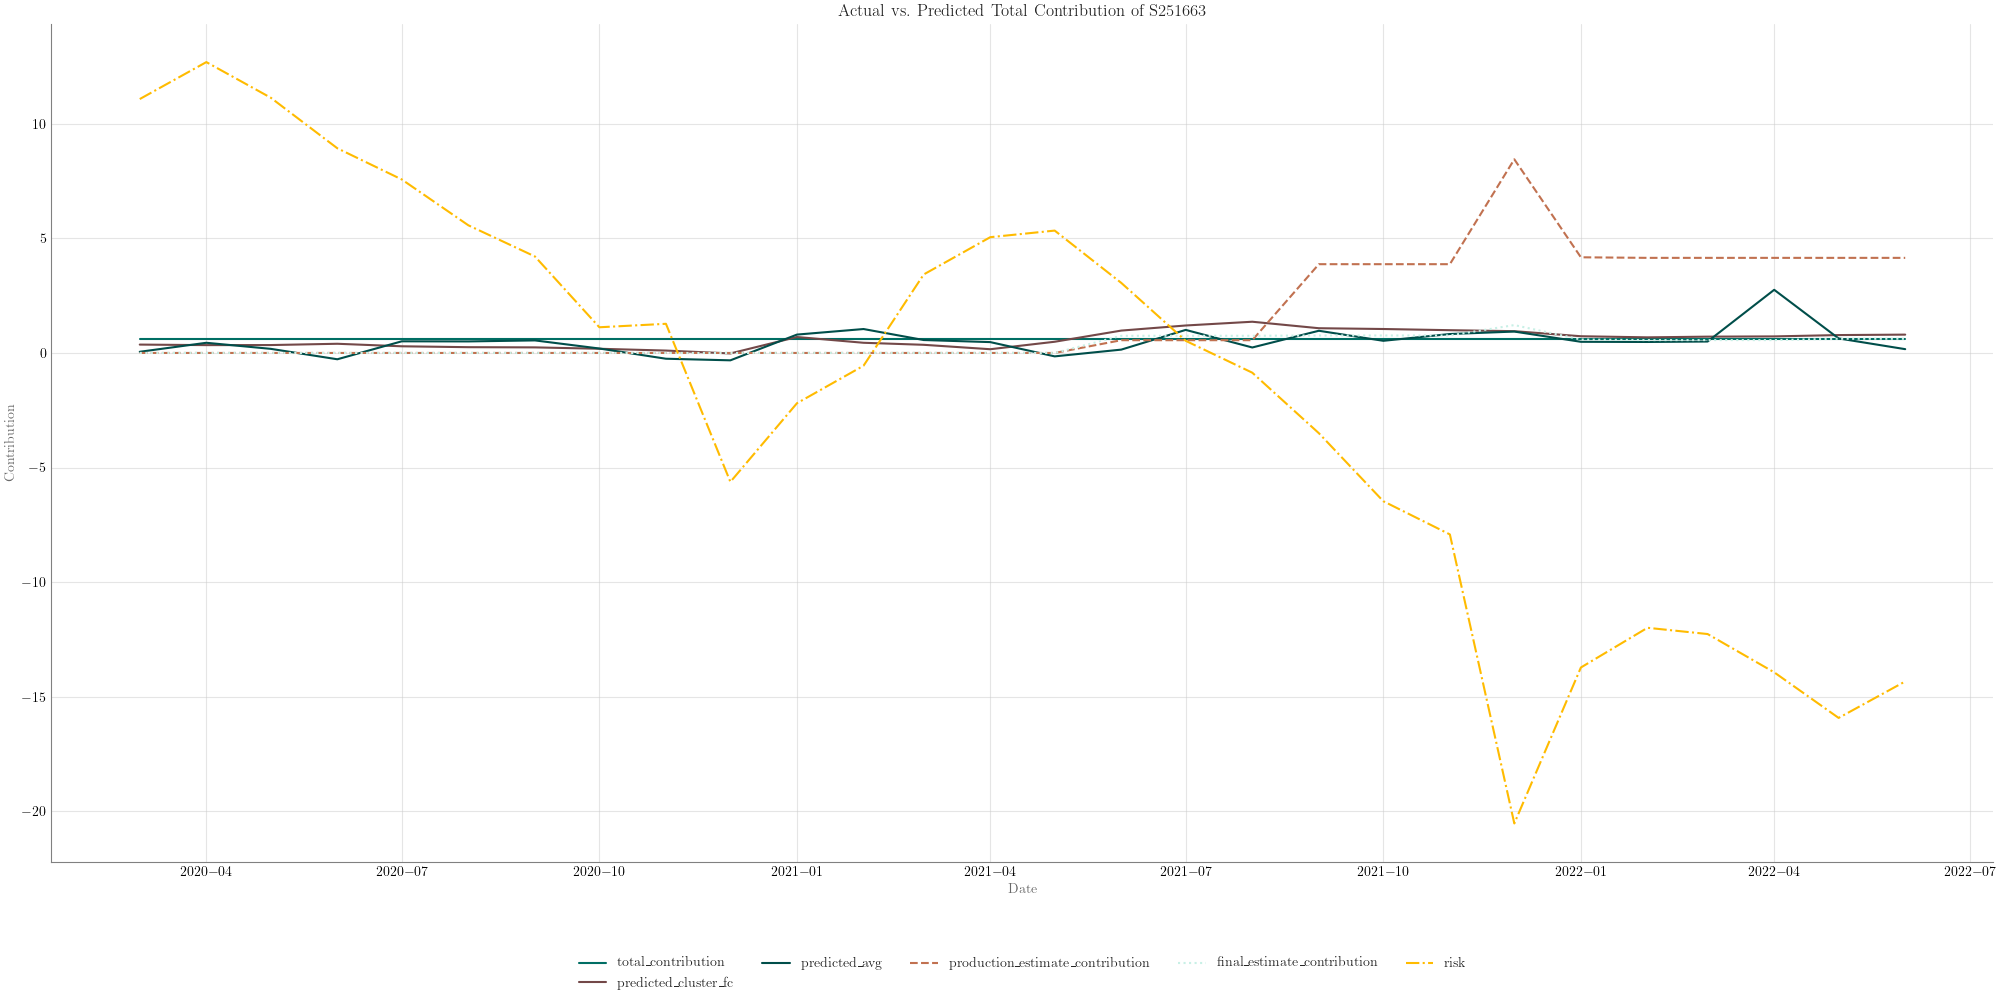 Actual vs. Predicted Total Contribution of S251663
10
5
0
−5
−10
−15
−20
Contribution
2020−04 2020−07 2020−10 2021−01 2021−04 2021−07 2021−10 2022−01 2022−04 2022−07
Date
total_contribution predicted_avg production_estimate_contribution final_estimate_contribution risk
predicted_cluster_fc